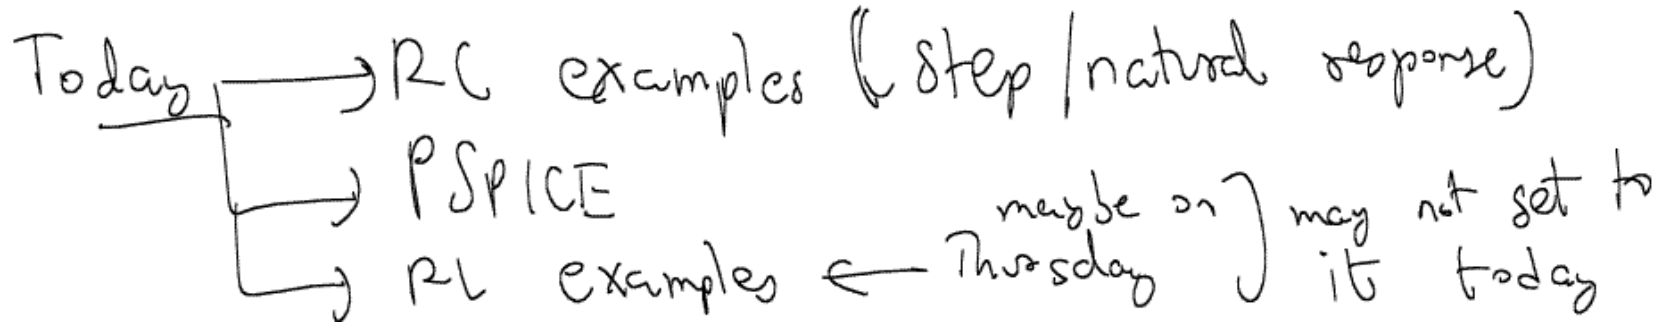 Today → RC examples (step/natural response)
→ PSPICE
→ RL examples ← maybe on Thursday } may not get to it today